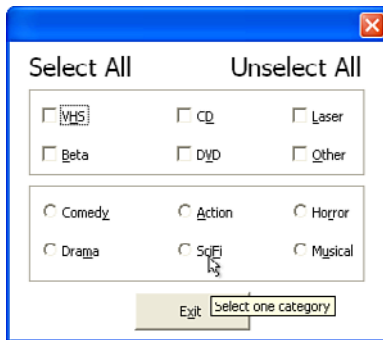 Select All Unselect All
VHS CD Laser
Beta DVD Other
Comedy Action Horror
Drama SciFi Musical
Exit Select one category